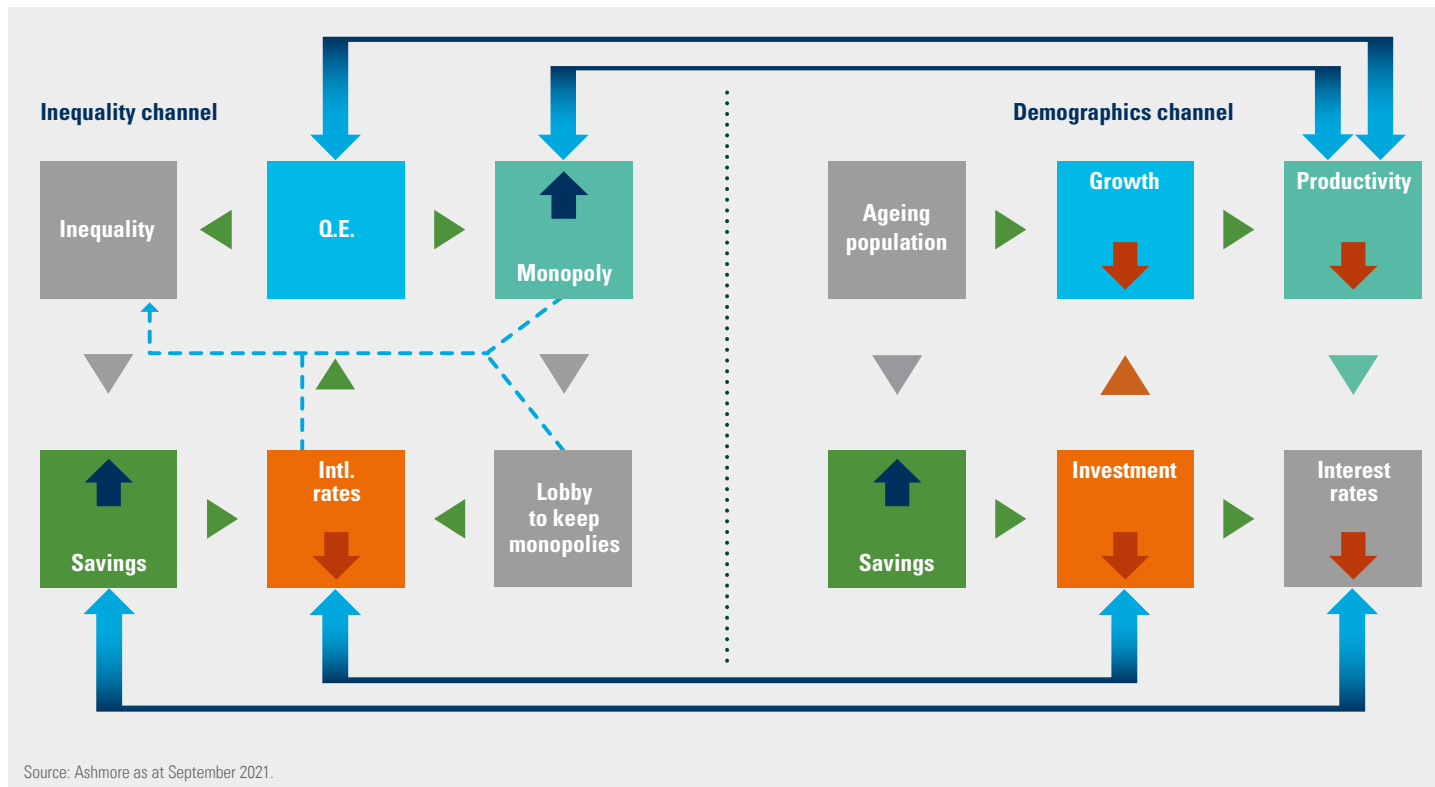 Inequality channel
Demographics channel
Inequality
Q.E.
Monopoly
Ageing
population
Growth
Productivity
Savings
Intl.
rates
Lobby
to keep
monopolies
Savings
Investment
Interest
rates
Source: Ashmore as at September 2021.